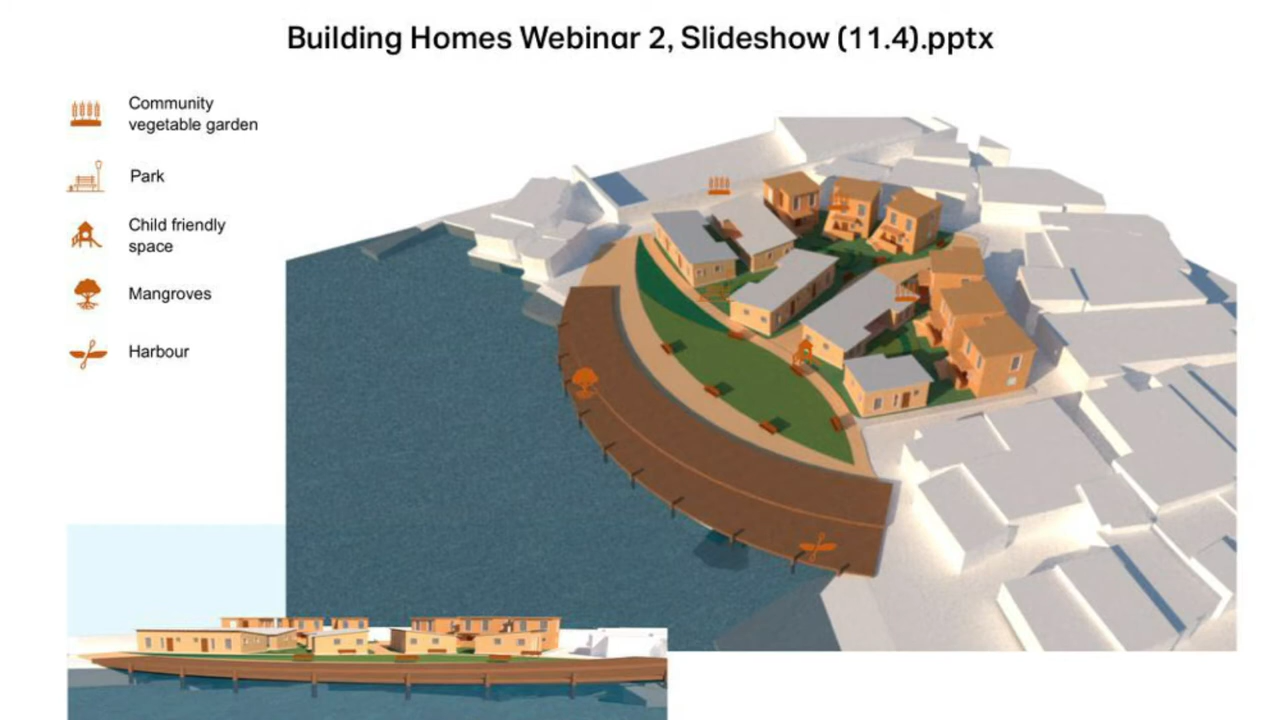 Building Homes Webinar 2, Slideshow (11.4).pptx
Community
vegetable garden
Park
Child friendly
space
Mangroves
Harbour